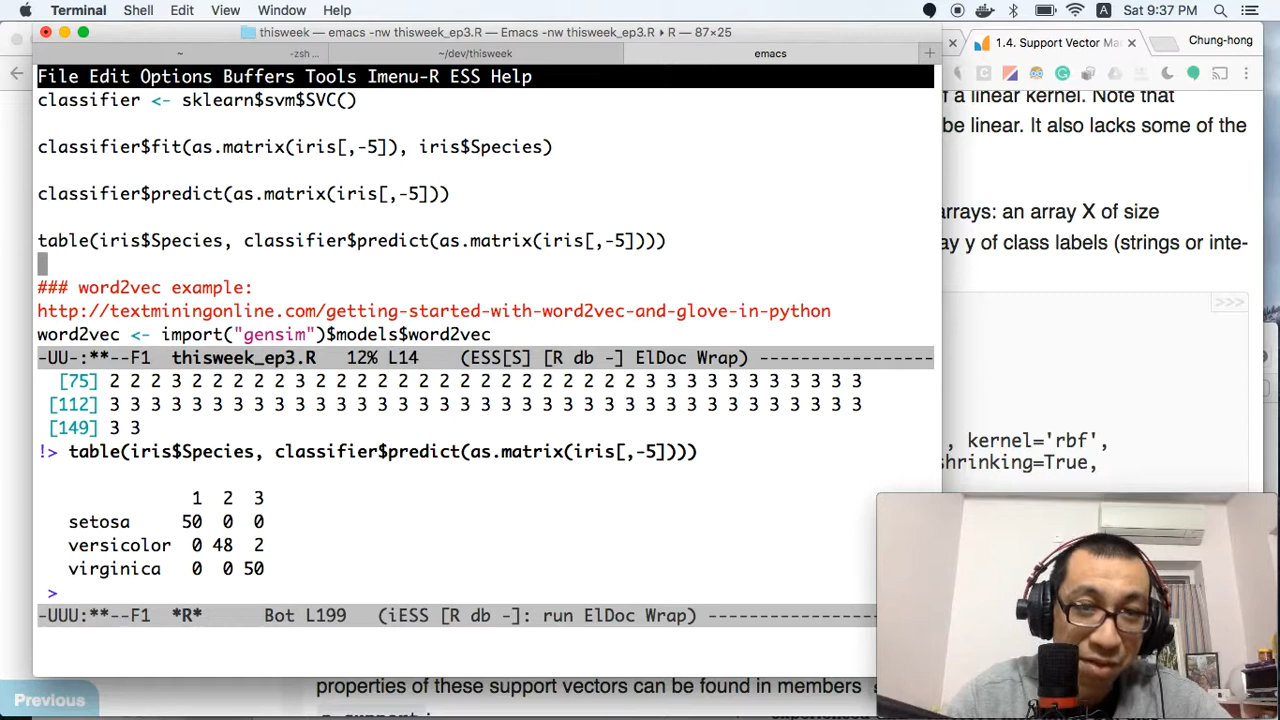 Terminal Shell Edit View Window Help
Sat 9:37 PM
thisweek — emacs -nw thisweek_ep3.R — Emacs -nw thisweek_ep3.R ▸ R — 87×25
~ -zsh ... ~/dev/thisweek emacs +
1.4. Support Vector Ma
Chung-hong
File Edit Options Buffers Tools Imenu-R ESS Help
classifier <- sklearn$svm$SVC()
classifier$fit(as.matrix(iris[,-5]), iris$Species)
classifier$predict(as.matrix(iris[,-5]))
table(iris$Species, classifier$predict(as.matrix(iris[,-5])))
### word2vec example:
http://textminingonline.com/getting-started-with-word2vec-and-glove-in-python
word2vec <- import("gensim")$models$word2vec
-UU-:**--F1 thisweek_ep3.R 12% L14 (ESS[S] [R db -] ElDoc Wrap) -----------------
[75] 2 2 2 3 2 2 2 2 2 3 2 2 2 2 2 2 2 2 2 2 2 2 2 2 2 2 3 3 3 3 3 3 3 3 3 3 3
[112] 3 3 3 3 3 3 3 3 3 3 3 3 3 3 3 3 3 3 3 3 3 3 3 3 3 3 3 3 3 3 3 3 3 3 3 3 3
[149] 3 3
!> table(iris$Species, classifier$predict(as.matrix(iris[,-5])))
1 2 3
setosa 50 0 0
versicolor 0 48 2
virginica 0 0 50
>
-UUU:**--F1 *R* Bot L199 (iESS [R db -]: run ElDoc Wrap) ----------------
f a linear kernel. Note that
be linear. It also lacks some of the
arrays: an array X of size
ay y of class labels (strings or inte-
>>>
, kernel='rbf',
shrinking=True,
Previous
properties of these support vectors can be found in members